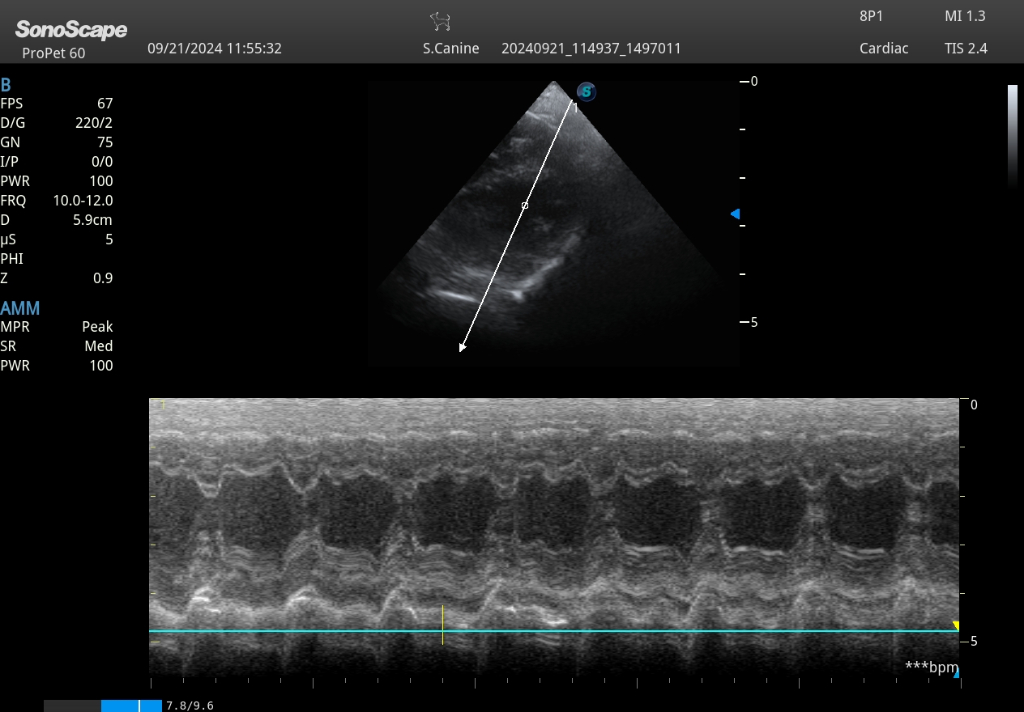 SonoScape
ProPet 60
09/21/2024 11:55:32
S.Canine 20240921_114937_1497011
8P1 MI 1.3
Cardiac TIS 2.4
B
FPS 67
D/G 220/2
GN 75
I/P 0/0
PWR 100
FRQ 10.0-12.0
D 5.9cm
µS 5
PHI
Z 0.9
AMM
MPR Peak
SR Med
PWR 100
S
1
0
5
0
5
***bpm
7.8/9.6